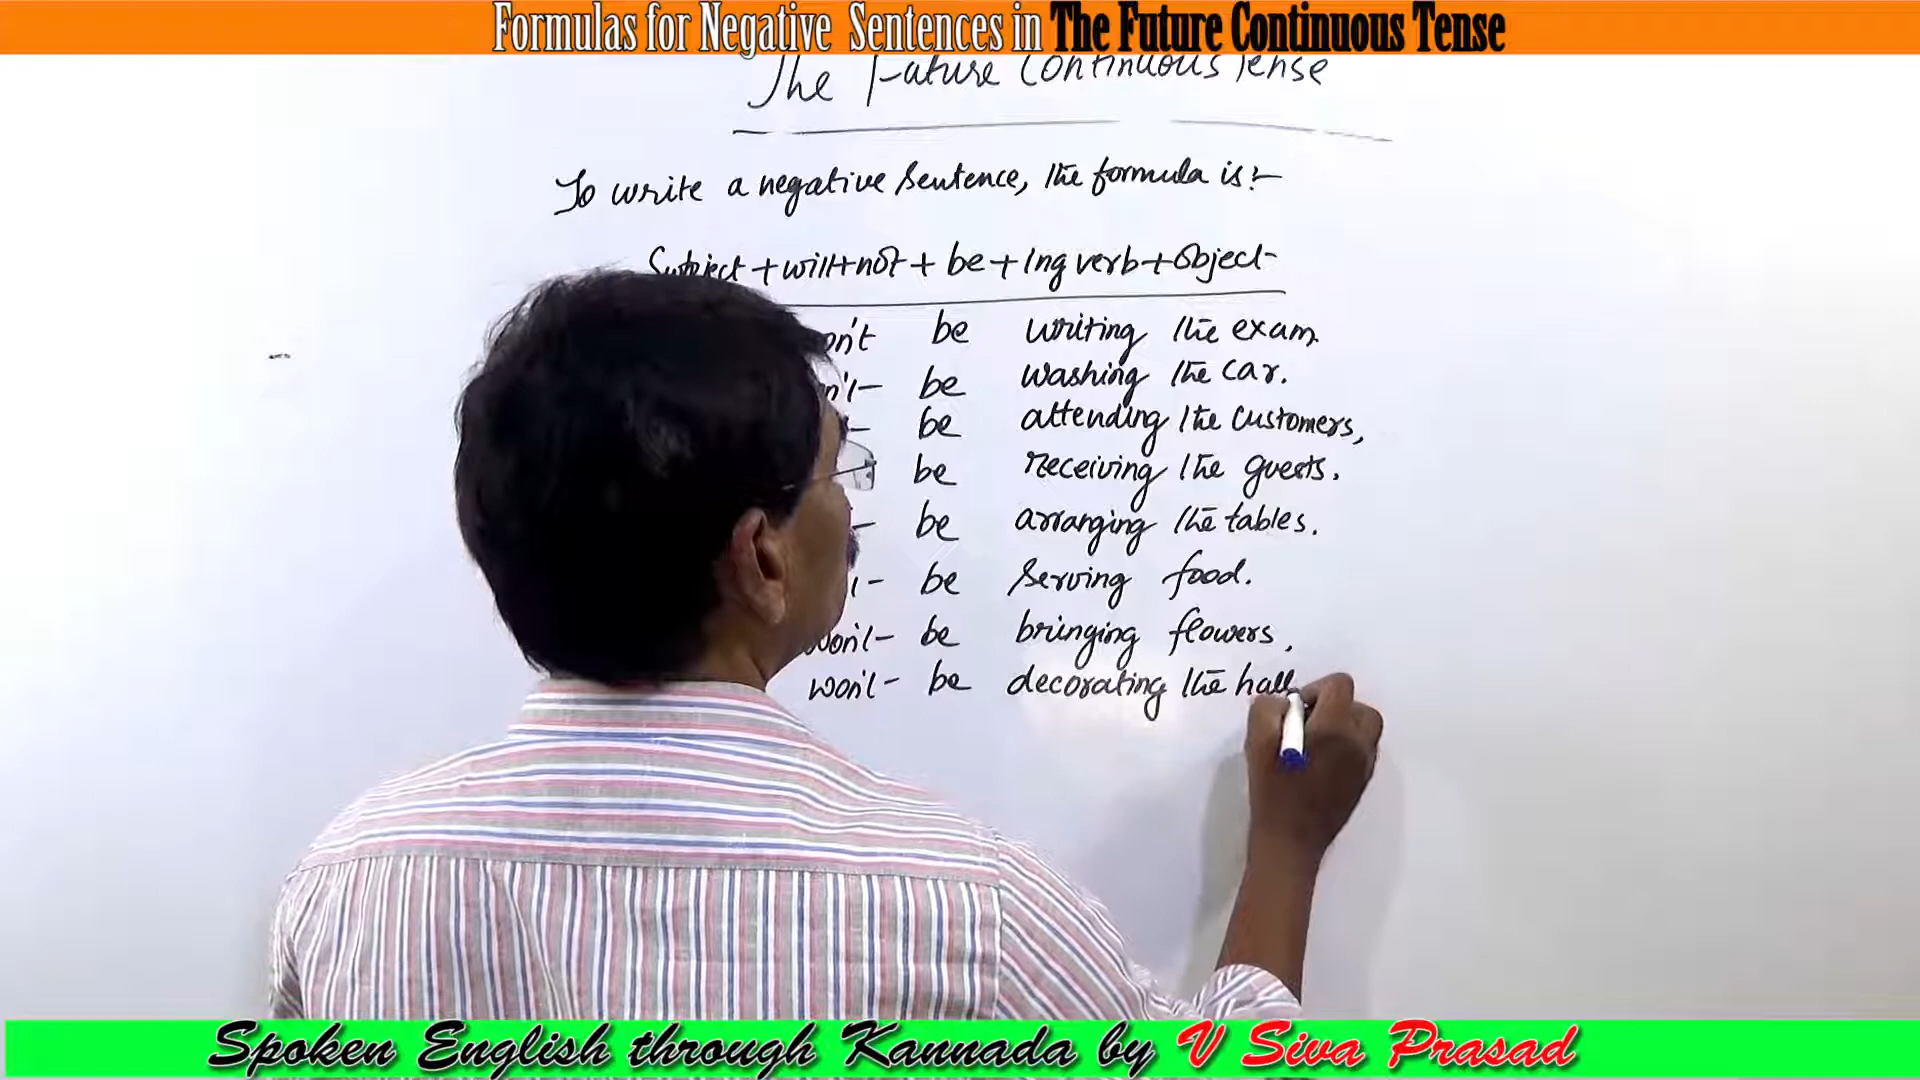 Formulas for Negative Sentences in The Future Continuous Tense
The Future Continuous Tense
To write a negative sentence, the formula is:-
Subject + will + not + be + Ing verb + Object
be writing the exam.
be washing the car.
be attending the customers,
be receiving the guests.
be arranging the tables.
be serving food.
won't be bringing flowers,
won't be decorating the hall
Spoken English through Kannada by V Siva Prasad